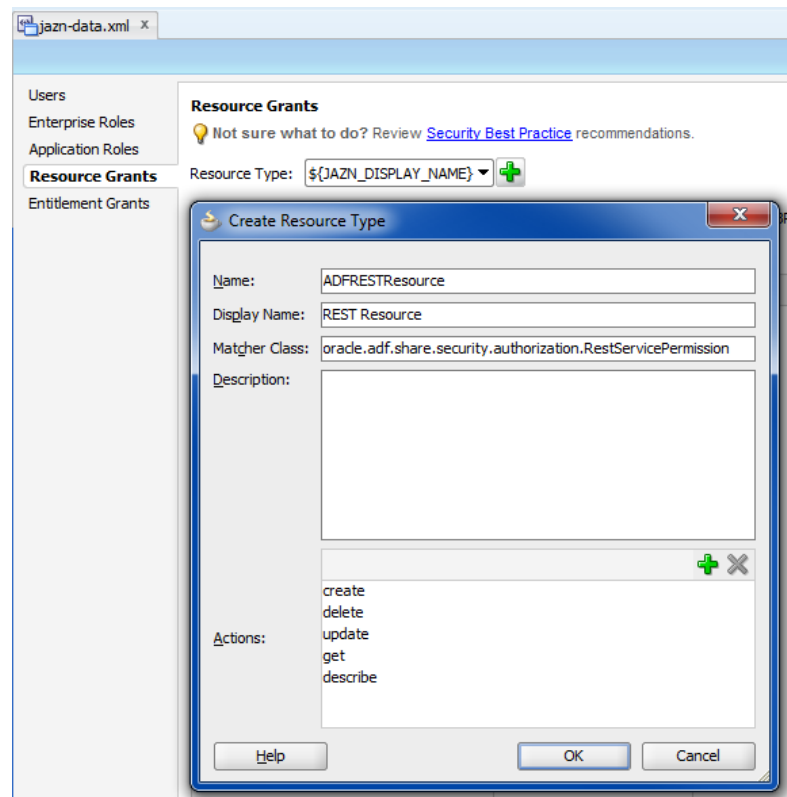 jazn-data.xml x
Users
Enterprise Roles
Application Roles
Resource Grants
Entitlement Grants
Resource Grants
Not sure what to do? Review Security Best Practice recommendations.
Resource Type: ${JAZN_DISPLAY_NAME}
Create Resource Type
Name: ADFRESTResource
Display Name: REST Resource
Matcher Class: oracle.adf.share.security.authorization.RestServicePermission
Description:
Actions:
create
delete
update
get
describe
Help OK Cancel